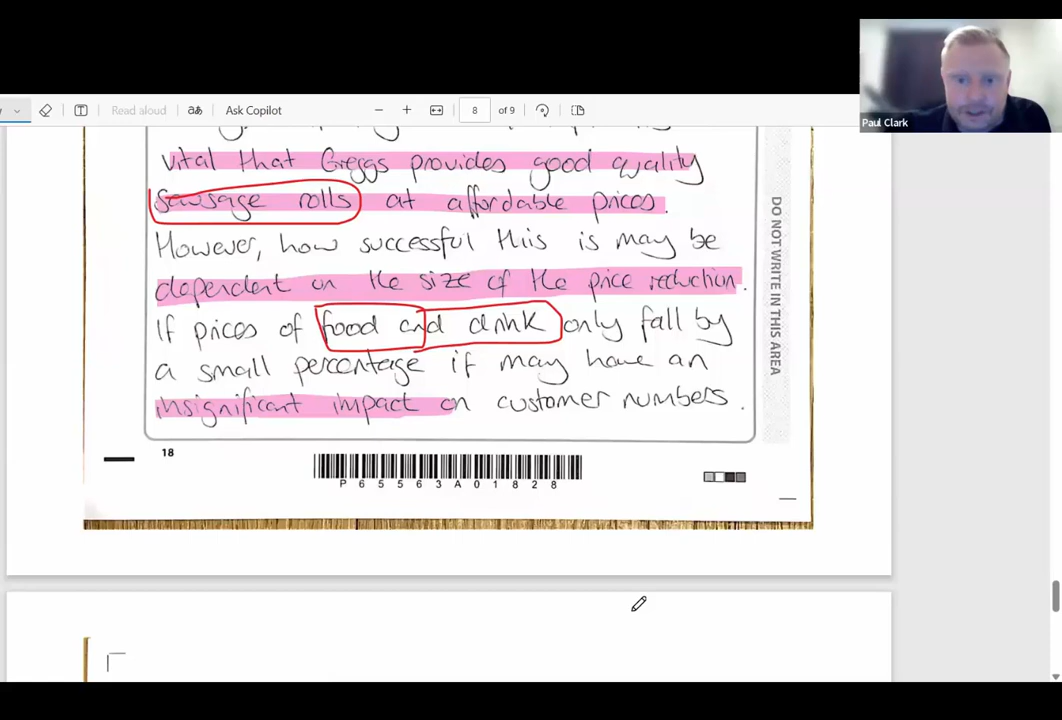 Paul Clark
Read aloud
aあ
Ask Copilot
8 of 9
vital that Greggs provides good quality
sausage rolls at affordable prices.
However, how successful this is may be
dependent on the size of the price reduction.
If prices of food and drink only fall by
a small percentage if may have an
insignificant impact on customer numbers.
18
P65563A01828
DO NOT WRITE IN THIS AREA